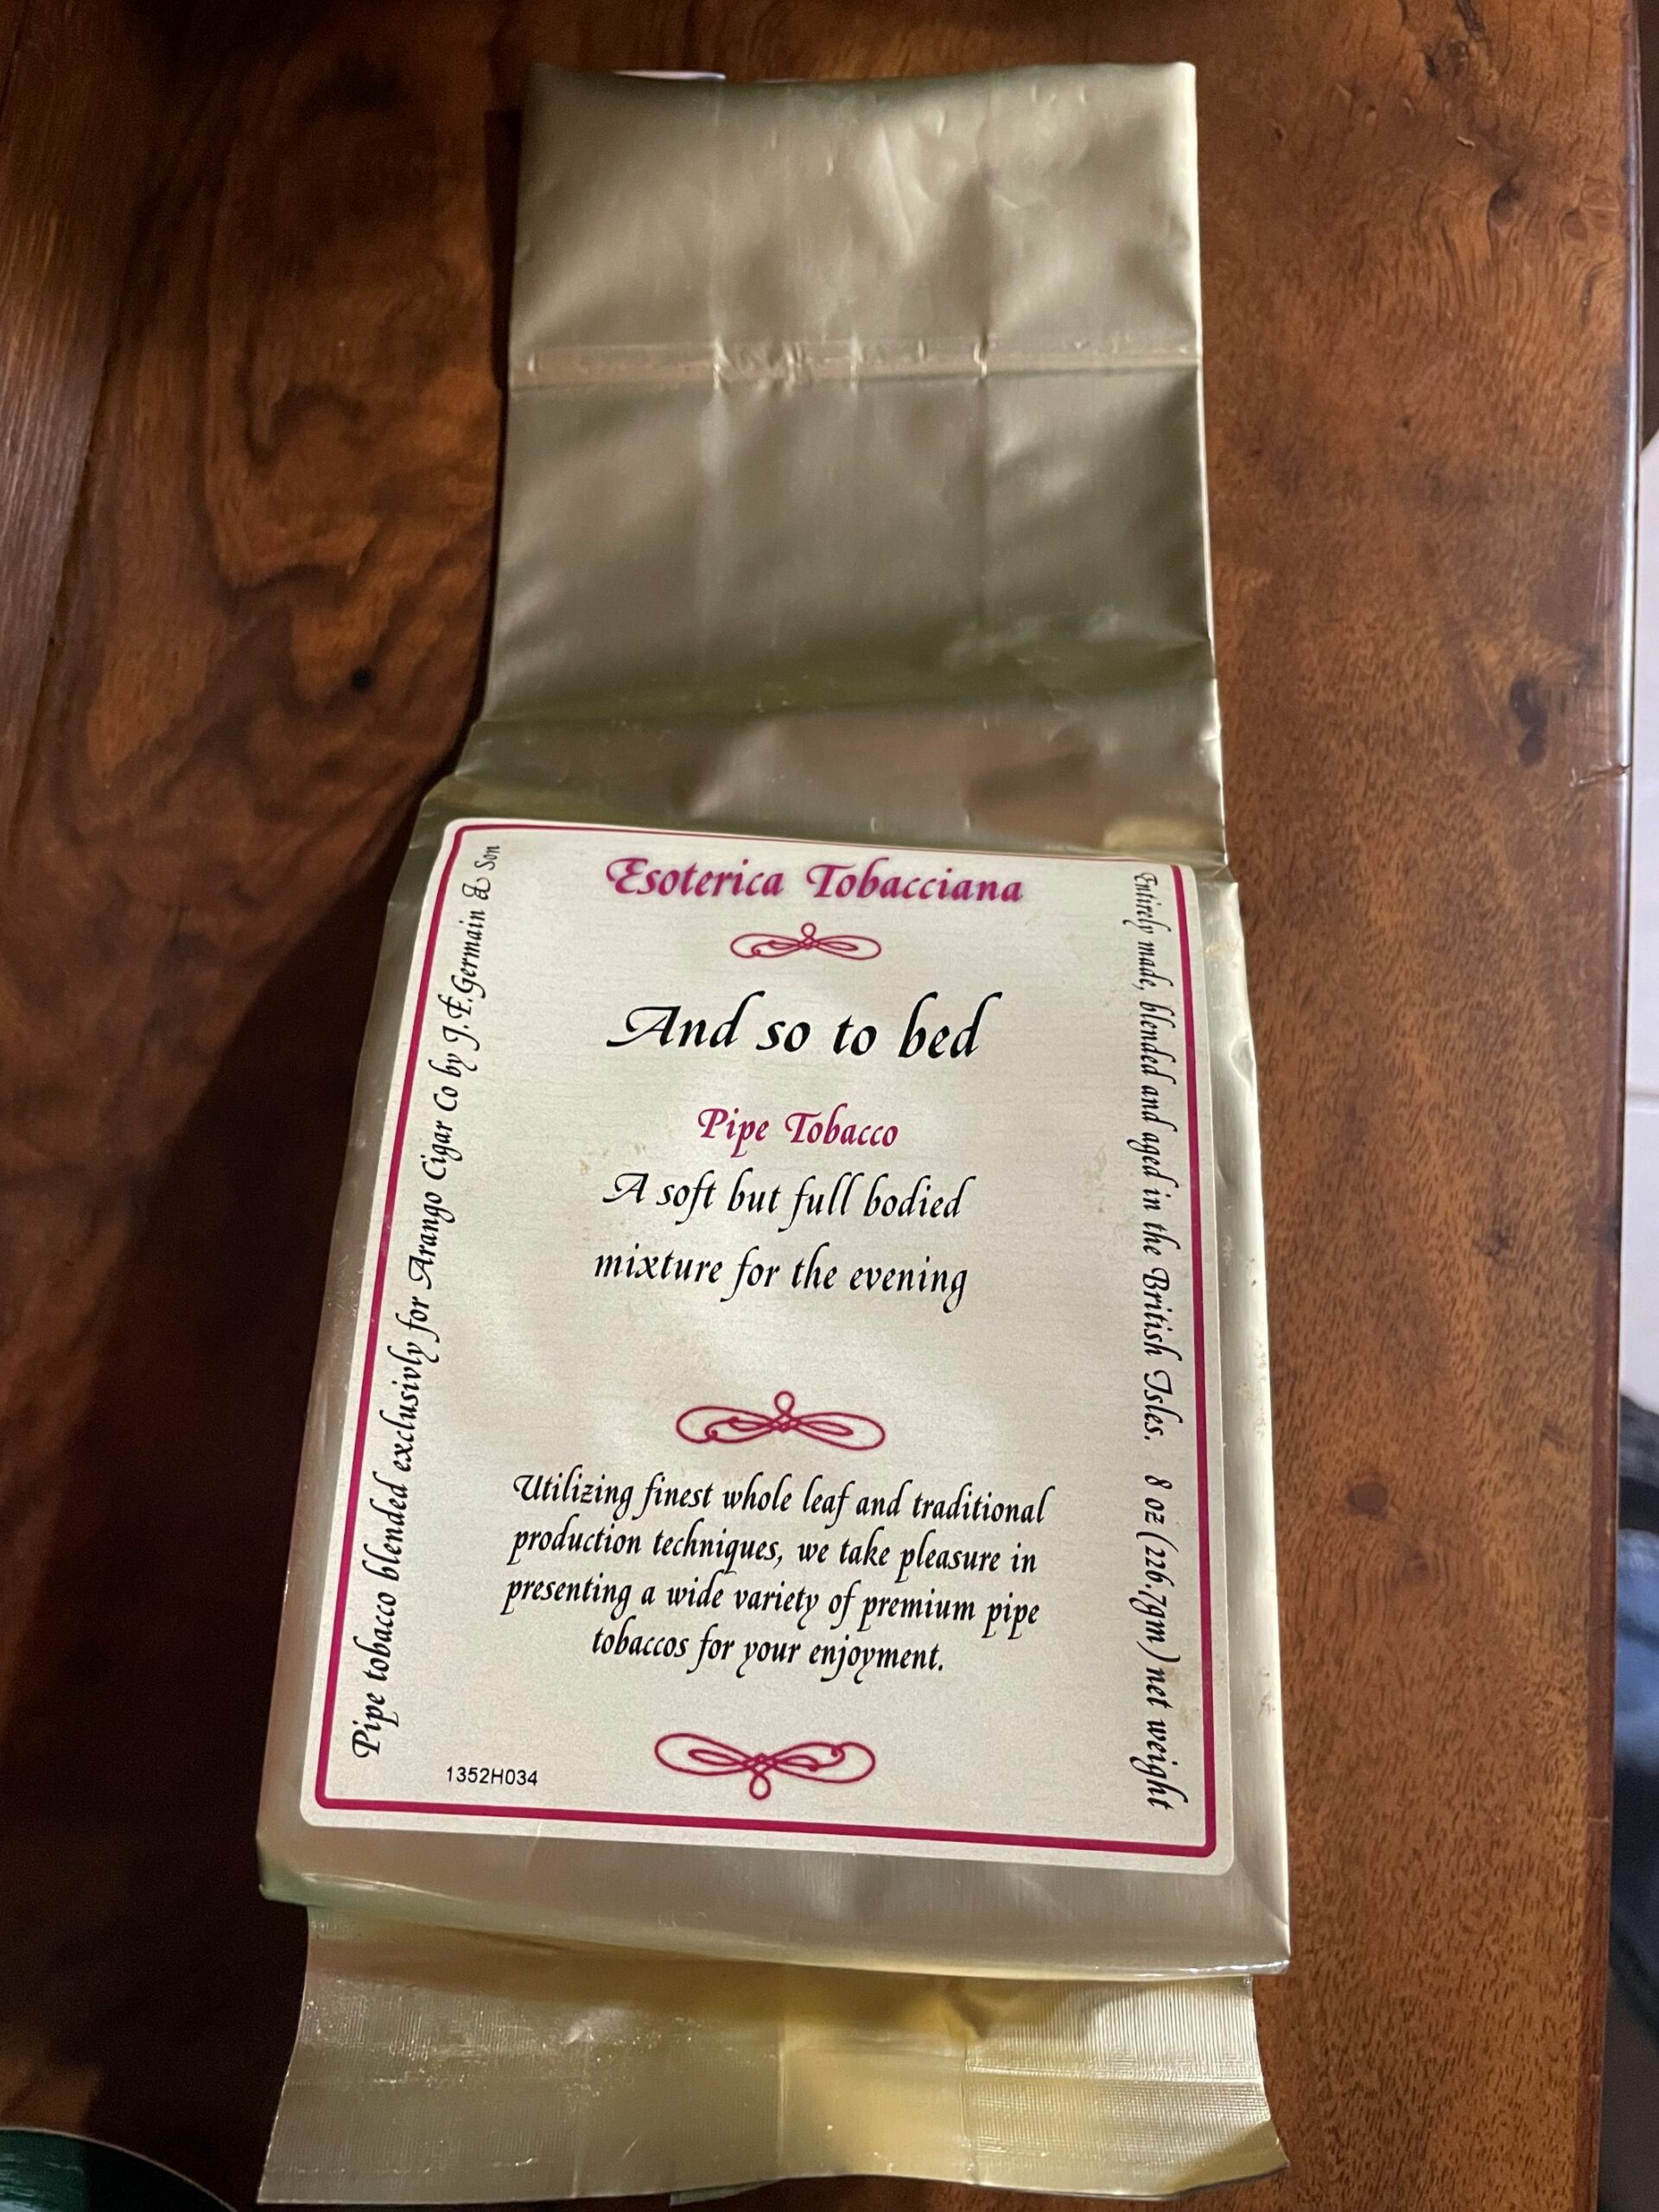 Esoterica Tobacciana
And so to bed
Pipe Tobacco
A soft but full bodied
mixture for the evening
Utilizing finest whole leaf and traditional
production techniques, we take pleasure in
presenting a wide variety of premium pipe
tobaccos for your enjoyment.
1352H034
Pipe tobacco blended exclusivly for Arango Cigar Co by J.E.Germain & Son
Entirely made, blended and aged in the British Isles. 8 oz (226.7gm) net weight